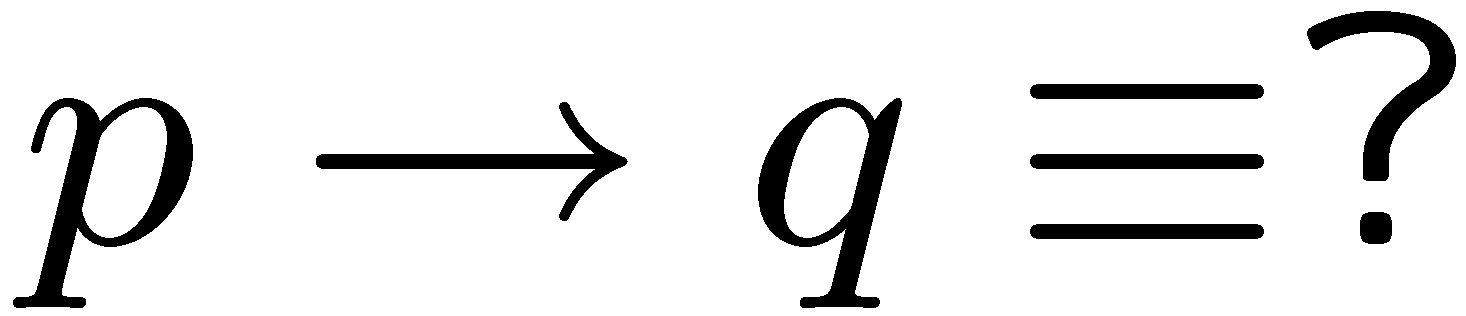 p → q ≡?